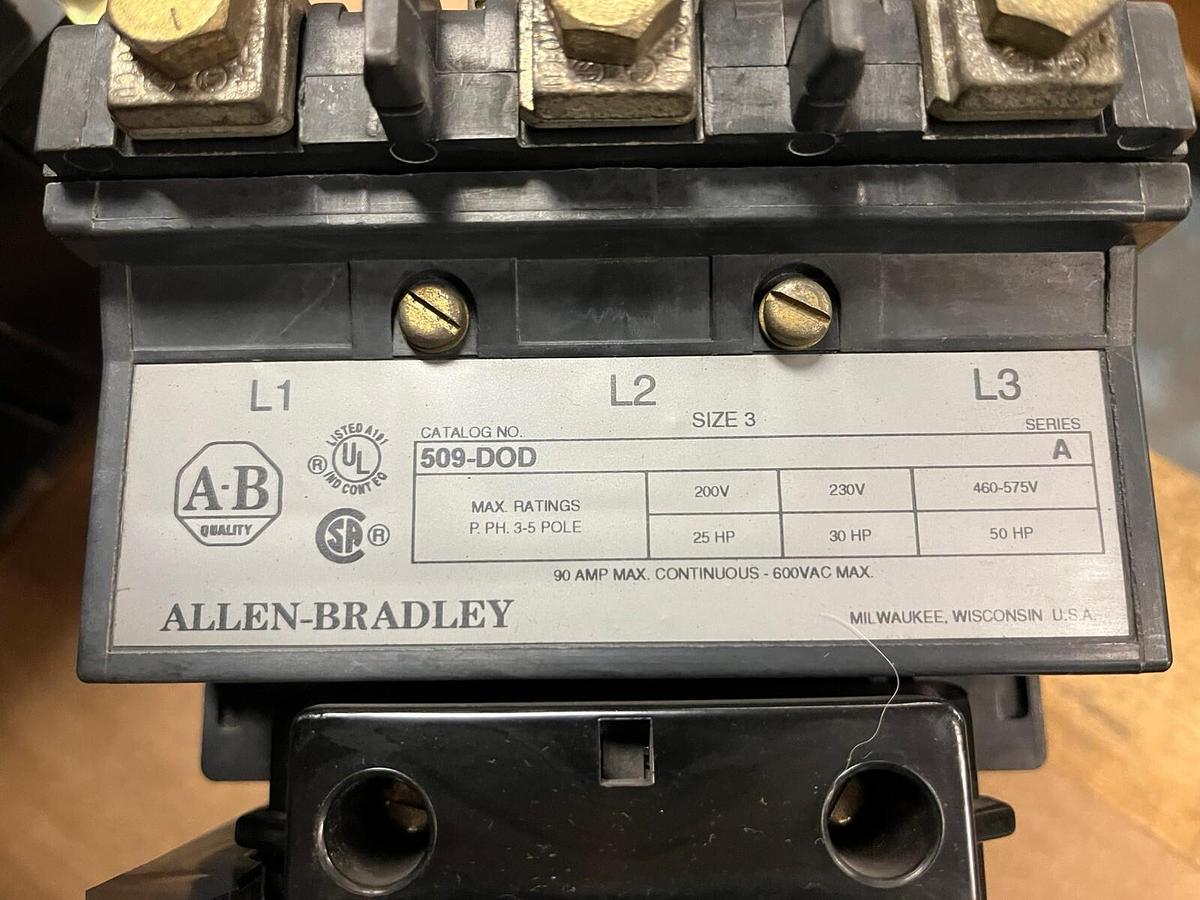 L1 L2 L3
SIZE 3
CATALOG NO. SERIES
509-DOD A
A-B
QUALITY
LISTED A191
UL
®
IND CONT EQ
SA ®
MAX. RATINGS
P. PH. 3-5 POLE
200V 230V 460-575V
25 HP 30 HP 50 HP
90 AMP MAX. CONTINUOUS - 600VAC MAX.
ALLEN-BRADLEY
MILWAUKEE, WISCONSIN U.S.A.